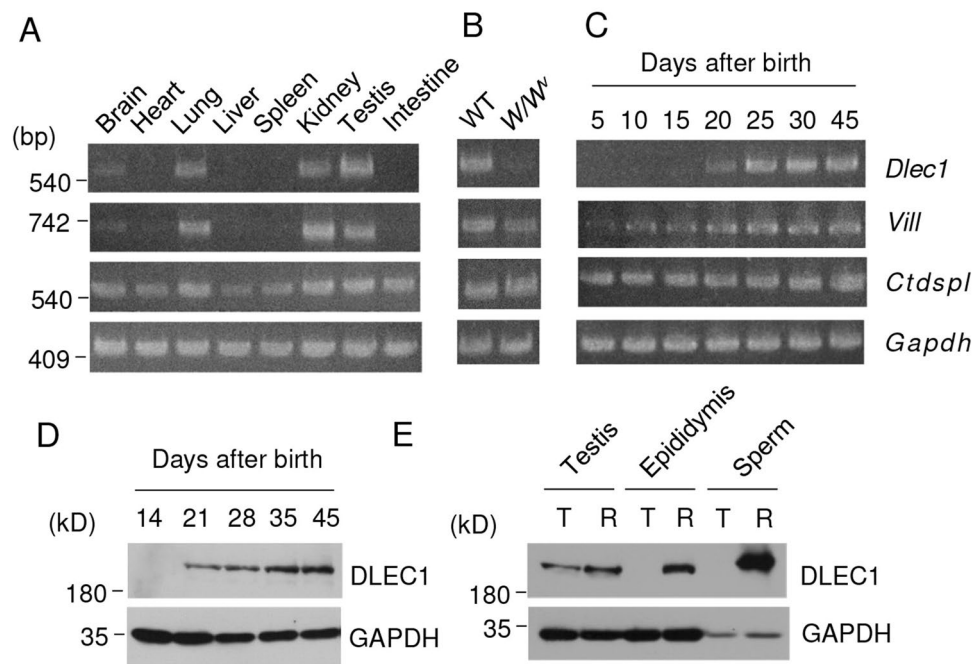 A
B
C
Brain Heart Lung Liver Spleen Kidney Testis Intestine
WT W/Wᵛ
Days after birth
5 10 15 20 25 30 45
(bp)
540
Dlec1
742
Vill
540
Ctdspl
409
Gapdh
D
Days after birth
(kD) 14 21 28 35 45
DLEC1
180
35
GAPDH
E
Testis Epididymis Sperm
(kD) T R T R T R
DLEC1
180
35
GAPDH